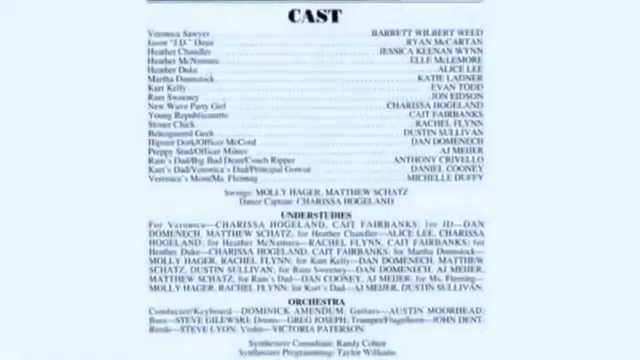 CAST
Veronica Sawyer BARRETT WILBERT WEED
Jason "J.D." Dean RYAN McCARTAN
Heather Chandler JESSICA KEENAN WYNN
Heather McNamara ELLE McLEMORE
Heather Duke ALICE LEE
Martha Dunnstock KATIE LADNER
Kurt Kelly EVAN TODD
Ram Sweeney JON EIDSON
New Wave Party Girl CHARISSA HOGELAND
Young Republicanette CAIT FAIRBANKS
Stoner Chick RACHEL FLYNN
Beleaguered Geek DUSTIN SULLIVAN
Hipster Dork/Officer McCord DAN DOMENECH
Preppy Stud/Officer Milner AJ MEIJER
Ram's Dad/Big Bud Dean/Coach Ripper ANTHONY CRIVELLO
Kurt's Dad/Veronica's Dad/Principal Gowan DANIEL COONEY
Veronica's Mom/Ms. Fleming MICHELLE DUFFY
Swings: MOLLY HAGER, MATTHEW SCHATZ
Dance Captain: CHARISSA HOGELAND
UNDERSTUDIES
For Veronica—CHARISSA HOGELAND, CAIT FAIRBANKS; for JD—DAN
DOMENECH, MATTHEW SCHATZ; for Heather Chandler—ALICE LEE, CHARISSA
HOGELAND; for Heather McNamara—RACHEL FLYNN, CAIT FAIRBANKS; for
Heather Duke—CHARISSA HOGELAND, CAIT FAIRBANKS; for Martha Dunnstock—
MOLLY HAGER, RACHEL FLYNN; for Kurt Kelly—DAN DOMENECH, MATTHEW
SCHATZ, DUSTIN SULLIVAN; for Ram Sweeney—DAN DOMENECH, AJ MEIJER,
MATTHEW SCHATZ; for Ram's Dad—DAN COONEY, AJ MEIJER; for Ms. Fleming—
MOLLY HAGER, RACHEL FLYNN; for Kurt's Dad—AJ MEIJER, DUSTIN SULLIVAN.
ORCHESTRA
Conductor/Keyboard—DOMINICK AMENDUM; Guitars—AUSTIN MOORHEAD;
Bass—STEVE GILEWSKI; Drums—GREG JOSEPH; Trumpet/Flugelhorn—JOHN DENT;
Reeds—STEVE LYON; Violin—VICTORIA PATERSON.
Synthesizer Consultant: Randy Cohen
Synthesizer Programming: Taylor Williams